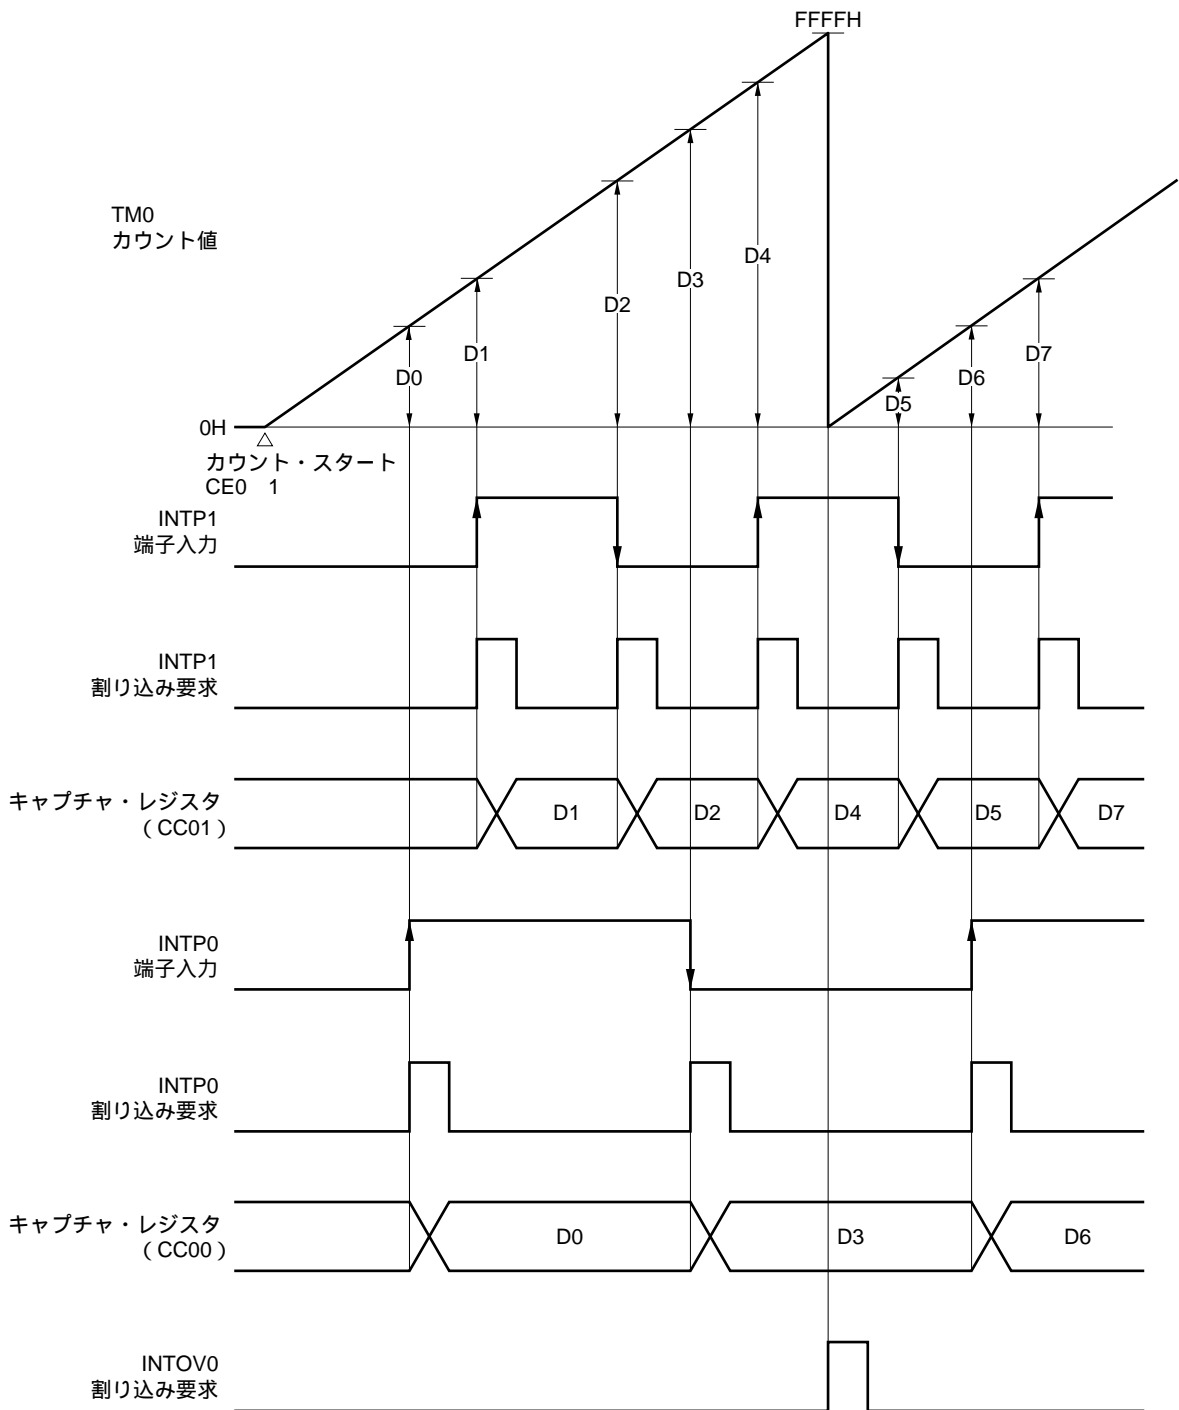 FFFFH
TM0
カウント値
D0
D1
D2
D3
D4
D5
D6
D7
0H
カウント・スタート
CE0 1
INTP1
端子入力
INTP1
割り込み要求
キャプチャ・レジスタ
（CC01）
D1
D2
D4
D5
D7
INTP0
端子入力
INTP0
割り込み要求
キャプチャ・レジスタ
（CC00）
D0
D3
D6
INTOV0
割り込み要求